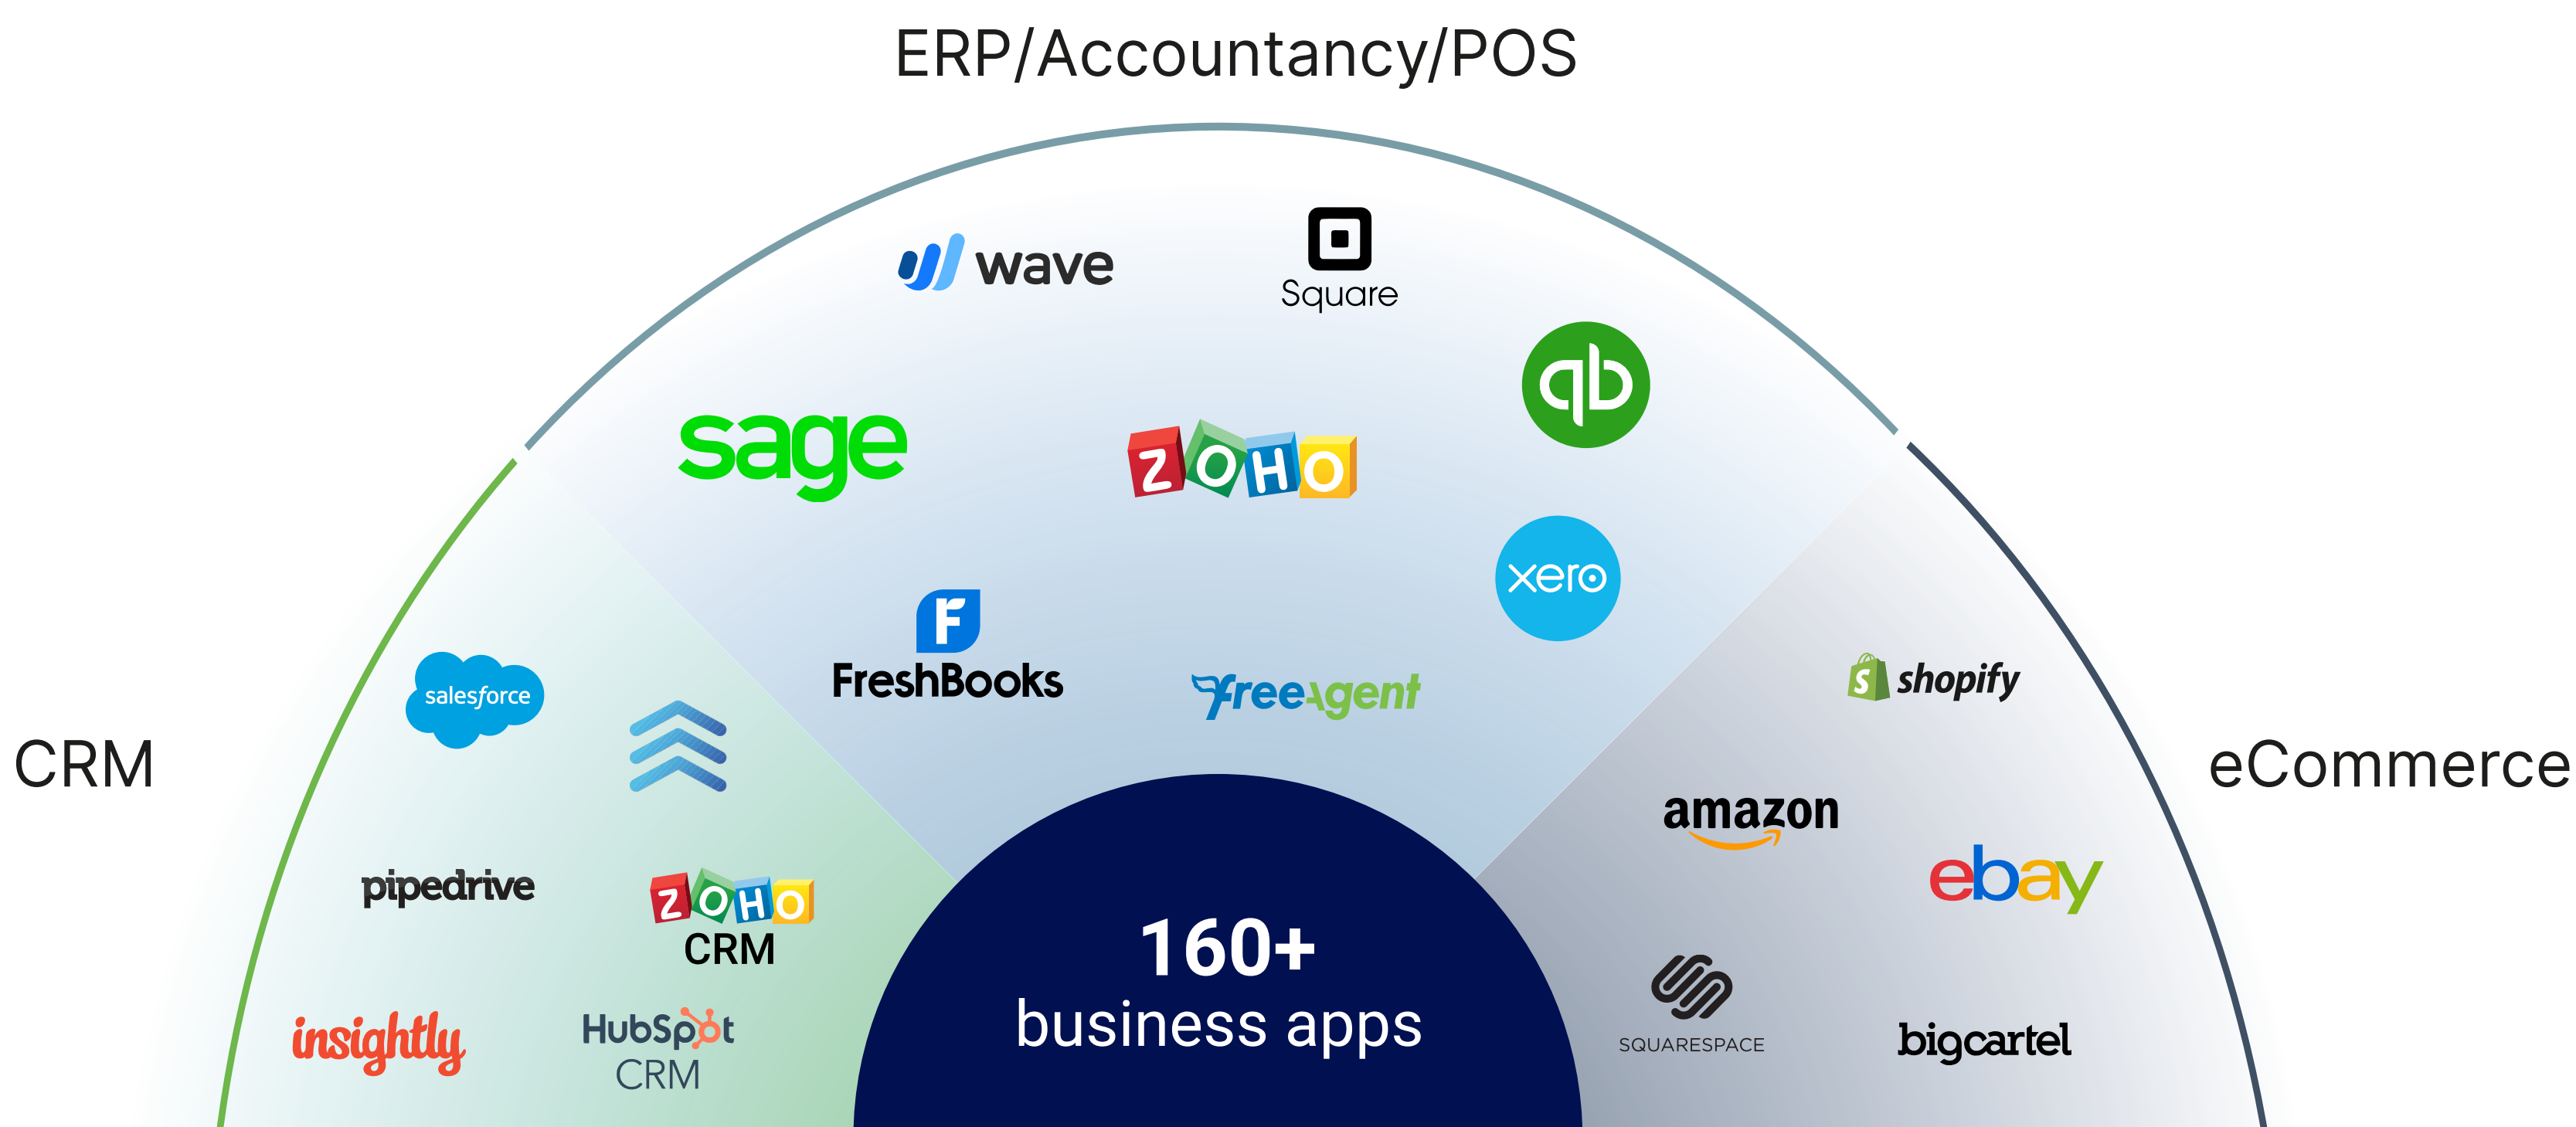 ERP/Accountancy/POS
wave
Square
qb
sage
ZOHO
xero
F
FreshBooks
freeAgent
CRM
salesforce
pipedrive
ZOHO
CRM
insightly
HubSpot
CRM
eCommerce
S
shopify
amazon
ebay
SQUARESPACE
bigcartel
160+
business apps